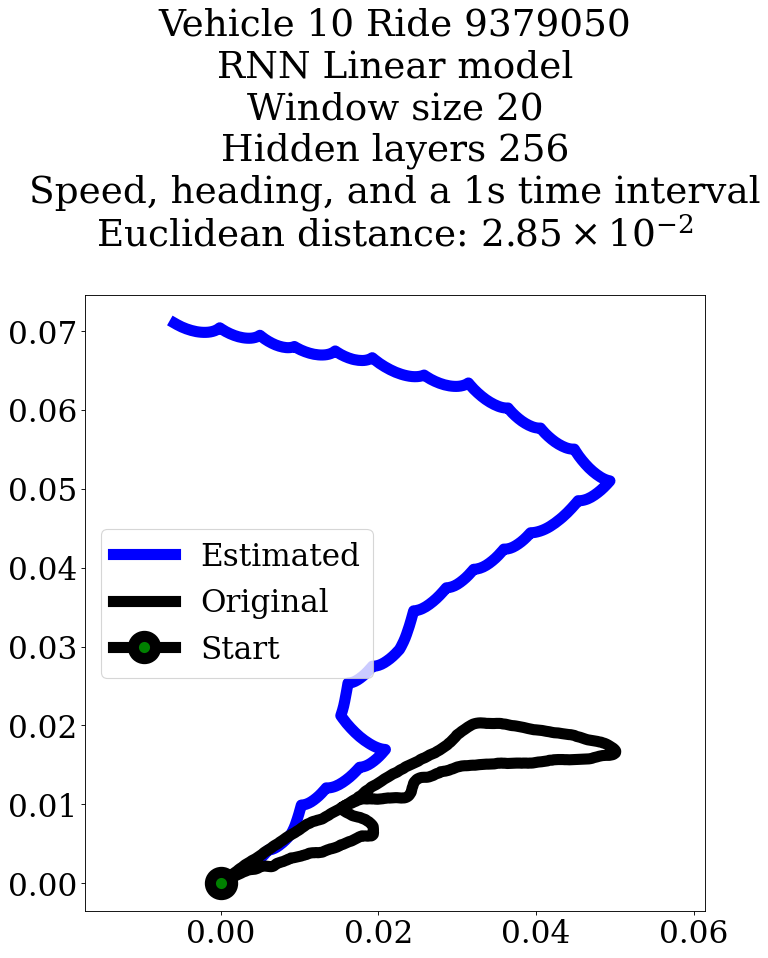 Vehicle 10 Ride 9379050
RNN Linear model
Window size 20
Hidden layers 256
Speed, heading, and a 1s time interval
Euclidean distance: 2.85 × 10⁻²
0.07
0.06
0.05
0.04
0.03
0.02
0.01
0.00
Estimated
Original
Start
0.00 0.02 0.04 0.06